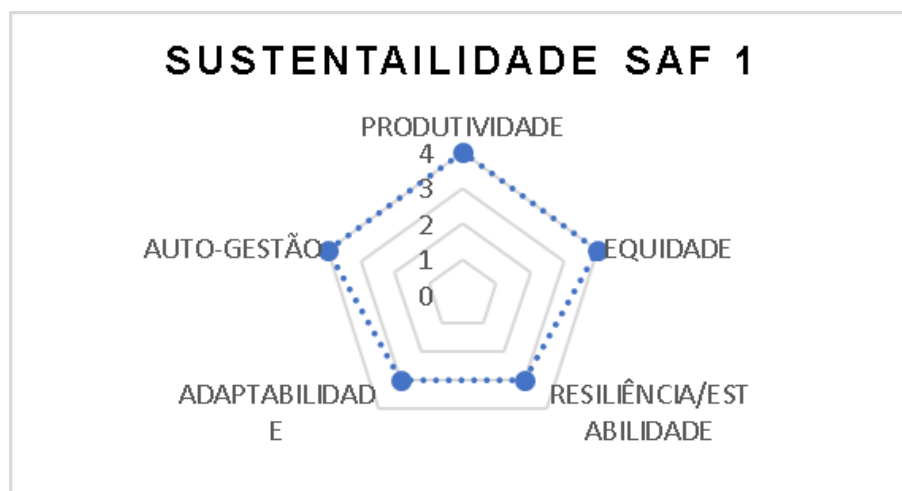 SUSTENTAILIDADE SAF 1
PRODUTIVIDADE
4
3
2
1
0
AUTO-GESTÃO
EQUIDADE
ADAPTABILIDAD
E
RESILIÊNCIA/EST
ABILIDADE